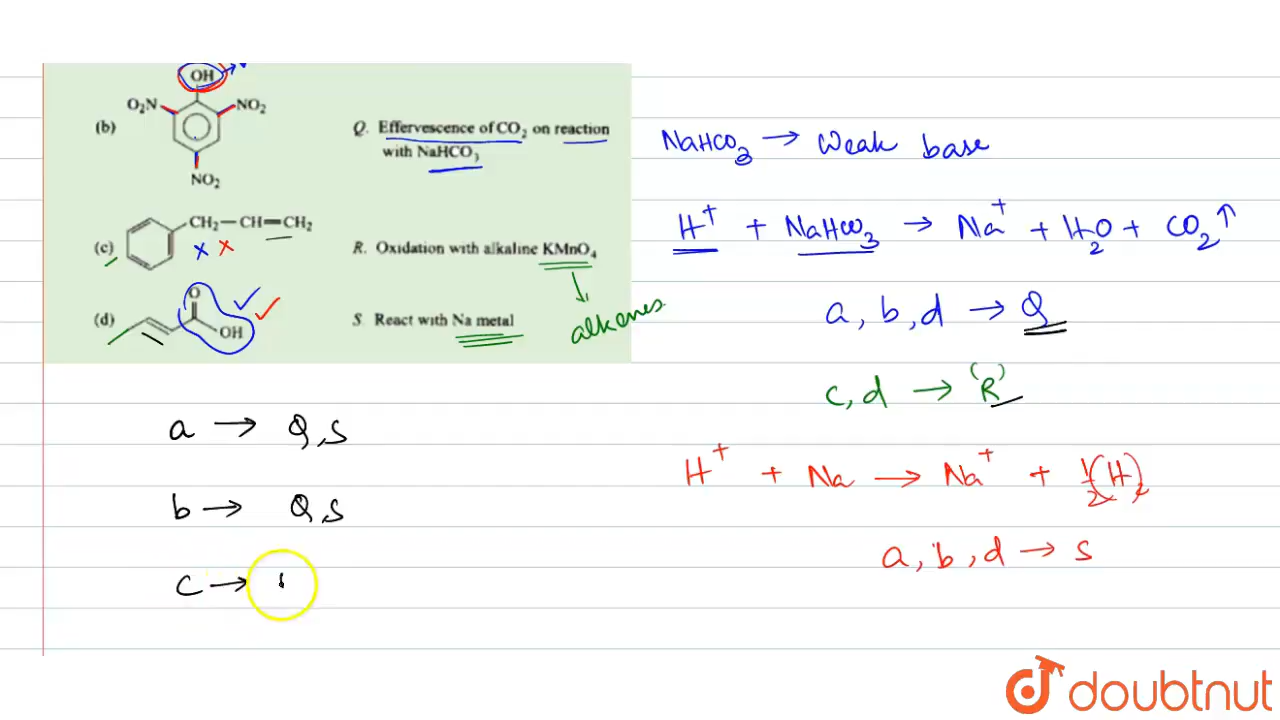 OH
O₂N NO₂
(b)
Q. Effervescence of CO₂ on reaction
with NaHCO₃
NO₂
CH₂—CH=CH₂
(c)
R. Oxidation with alkaline KMnO₄
O
(d)
OH
S. React with Na metal
alkenes
NaHCO₃ → Weak base
H⁺ + NaHCO₃ → Na⁺ + H₂O + CO₂↑
a, b, d → Q
c, d → (R)
H⁺ + Na → Na⁺ + 1/2(H)₂
a, b, d → S
a → Q,S
b → Q,S
c →
doubtnut